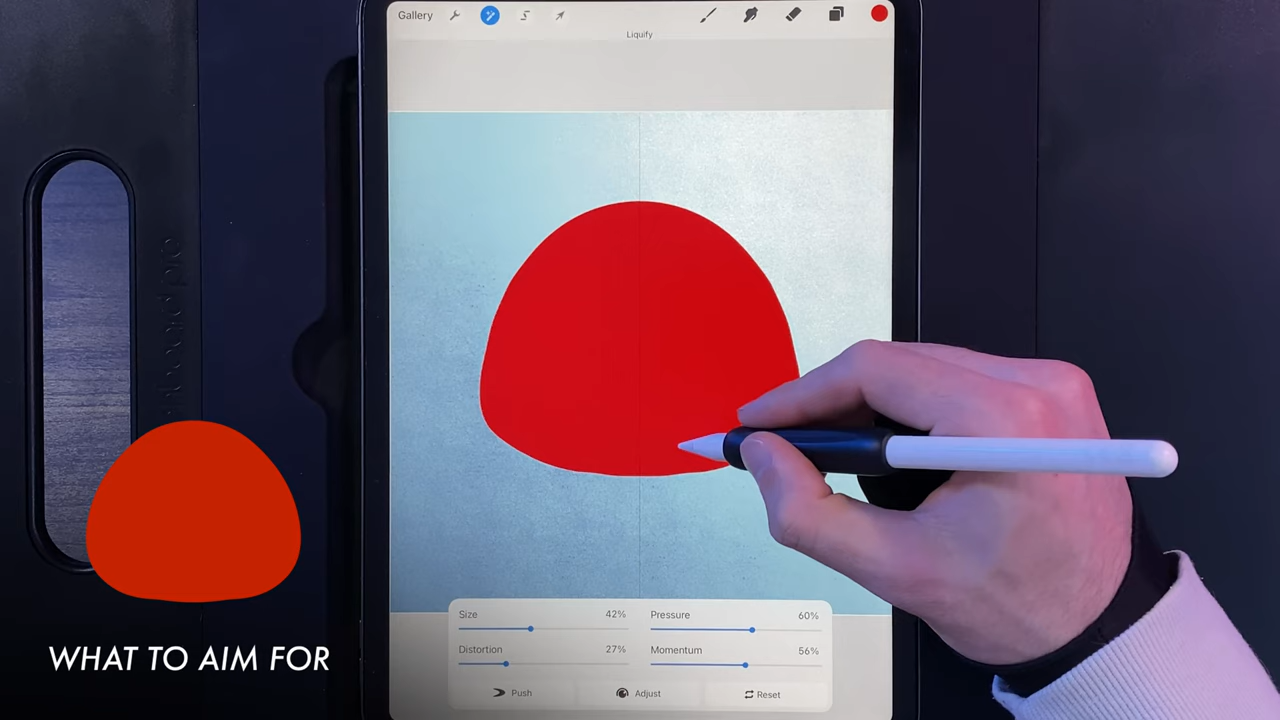 Gallery
Liquify
Size 42% Pressure 60%
Distortion 27% Momentum 56%
Push Adjust Reset
WHAT TO AIM FOR